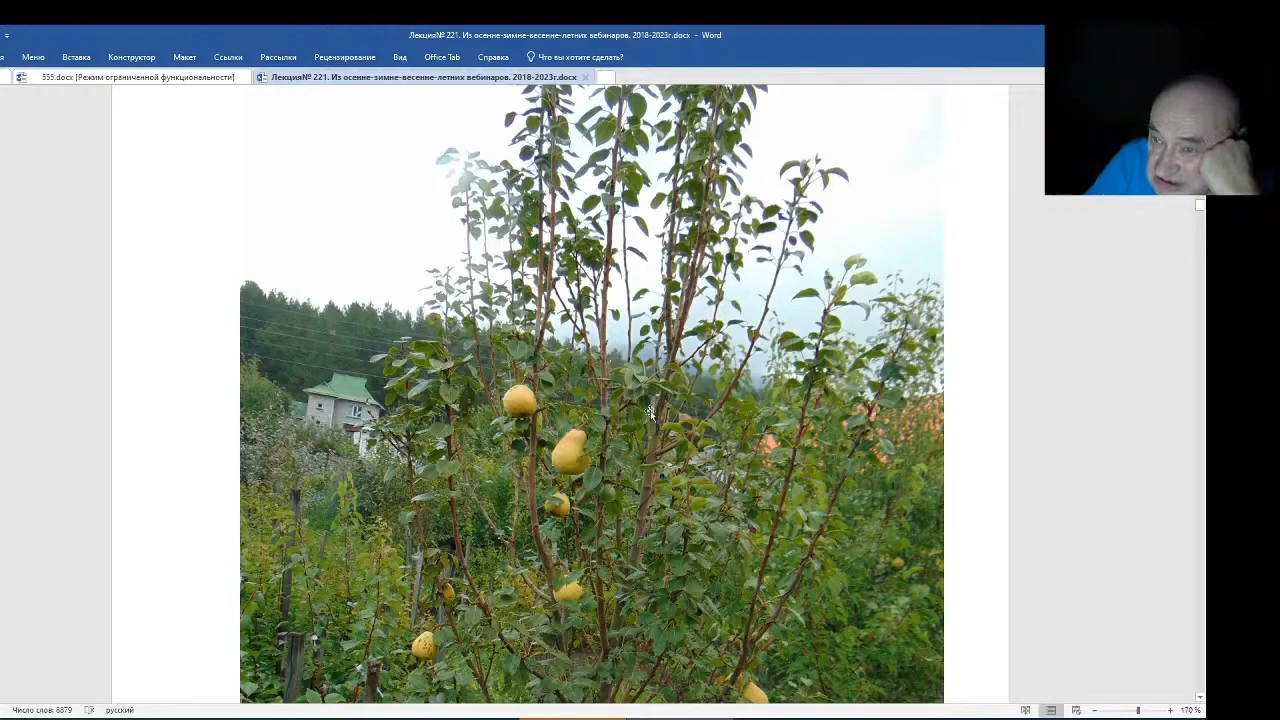 Лекция№ 221. Из осенне-зимне-весенне-летних вебинаров. 2018-2023г.docx - Word
я Меню Вставка Конструктор Макет Ссылки Рассылки Рецензирование Вид Office Tab Справка Что вы хотите сделать?
555.docx [Режим ограниченной функциональности] Лекция№ 221. Из осенне-зимне-весенне-летних вебинаров. 2018-2023г.docx
Число слов: 8879 русский 170 %